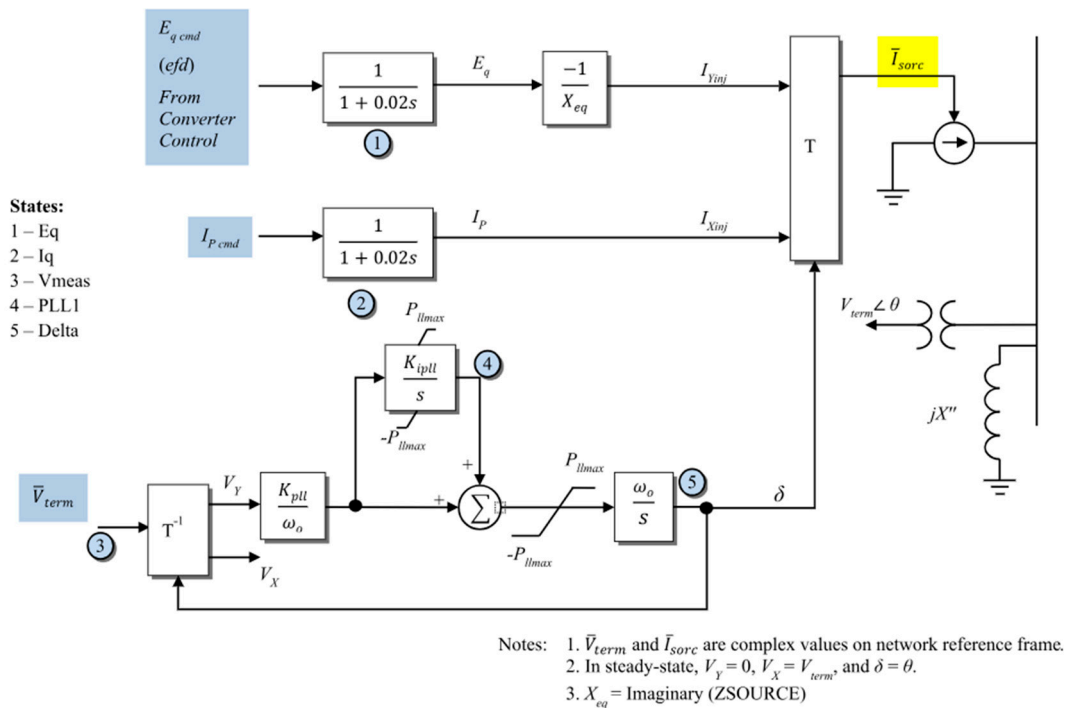 E_q cmd
(efd)
From
Converter
Control
1
1 + 0.02s
1
E_q
-1
X_eq
I_Yinj
T
Ī_sorc
States:
1 – Eq
2 – Iq
3 – Vmeas
4 – PLL1
5 – Delta
I_P cmd
1
1 + 0.02s
2
I_P
I_Xinj
V_term∠θ
jX"
P_llmax
K_ipll
s
-P_llmax
4
V̄_term
3
T⁻¹
V_Y
V_X
K_pll
ω_o
+
+
Σ
P_llmax
-P_llmax
ω_o
s
5
δ
Notes: 1. V̄_term and Ī_sorc are complex values on network reference frame.
2. In steady-state, V_Y = 0, V_X = V_term, and δ = θ.
3. X_eq = Imaginary (ZSOURCE)